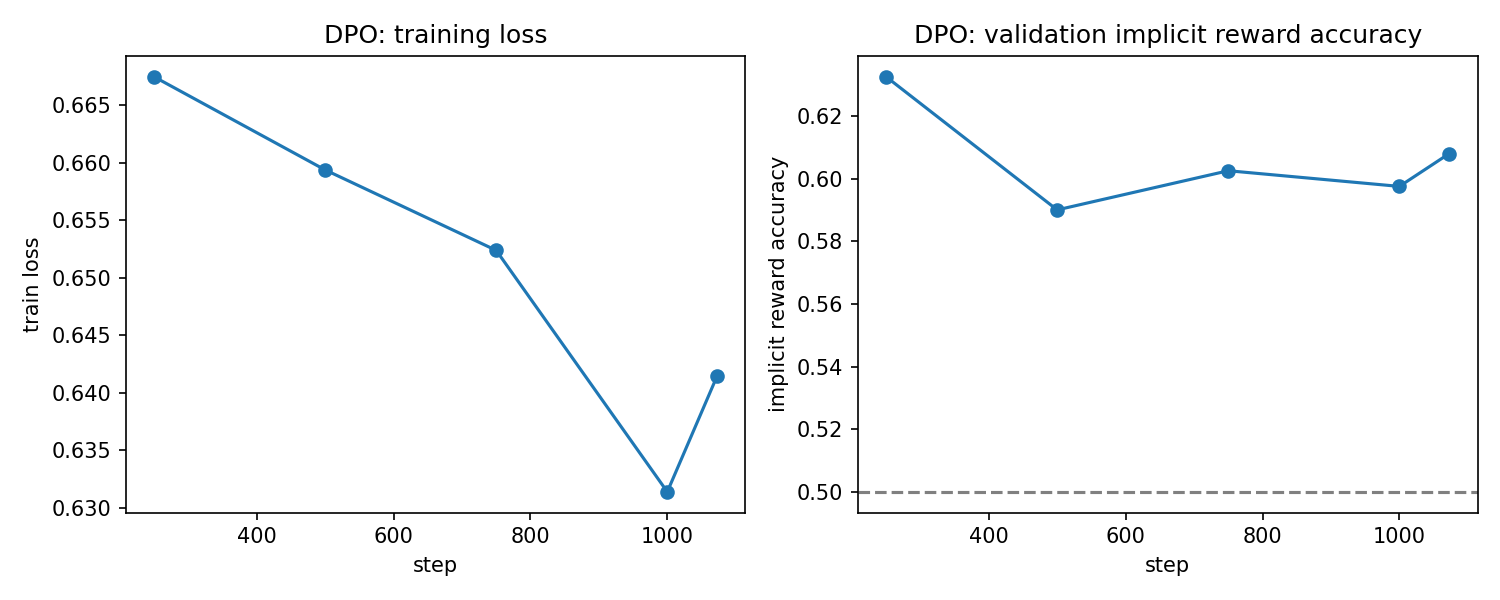 DPO: training loss
0.665
0.660
0.655
0.650
0.645
0.640
0.635
0.630
train loss
400 600 800 1000
step
DPO: validation implicit reward accuracy
0.62
0.60
0.58
0.56
0.54
0.52
0.50
implicit reward accuracy
400 600 800 1000
step